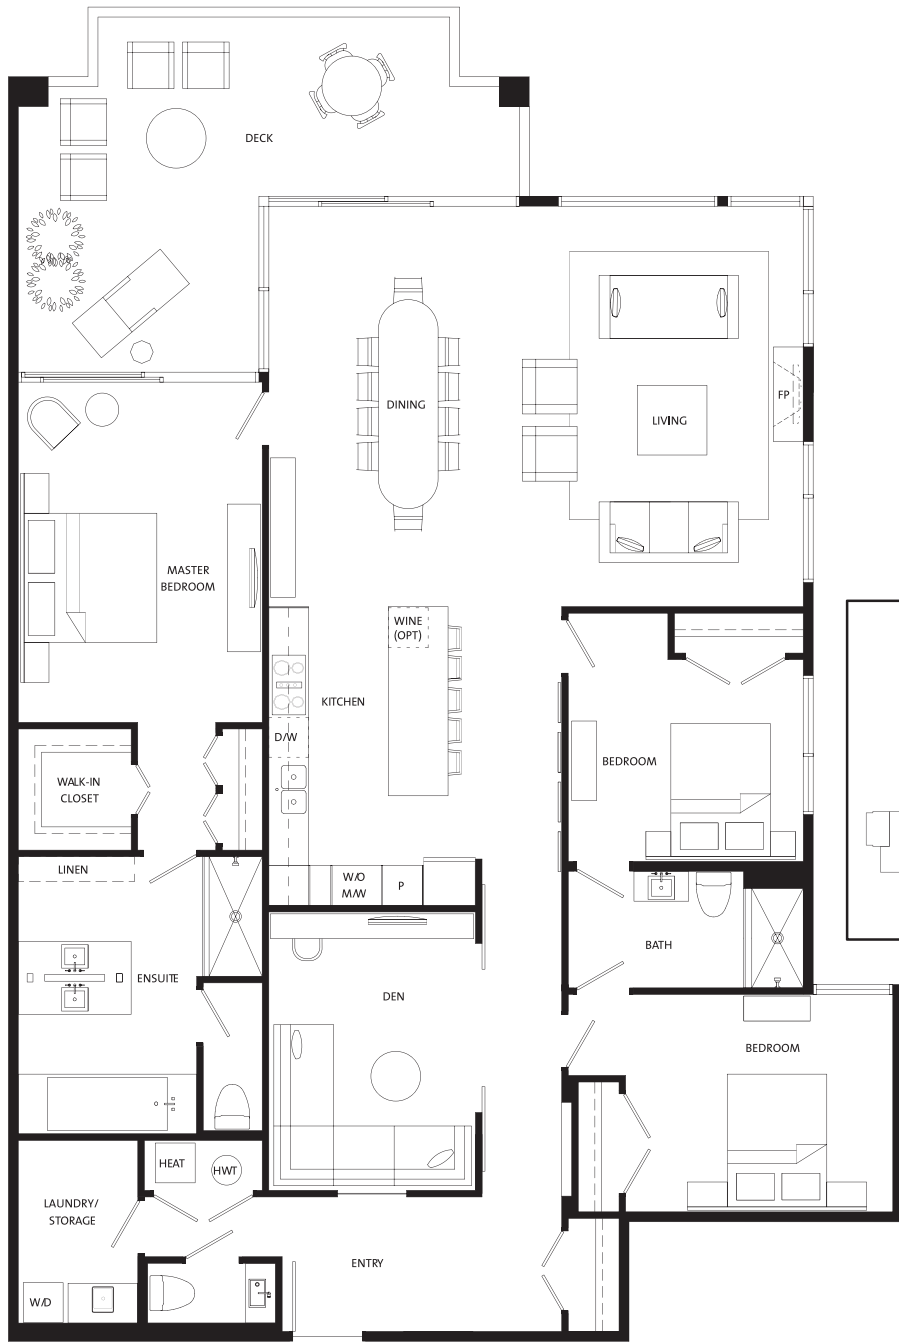 DECK
DINING
FP
LIVING
MASTER
BEDROOM
WINE
(OPT)
KITCHEN
D/W
BEDROOM
WALK-IN
CLOSET
LINEN
W/O
M/W
P
BATH
ENSUITE
DEN
BEDROOM
HEAT
HWT
LAUNDRY/
STORAGE
ENTRY
W/D